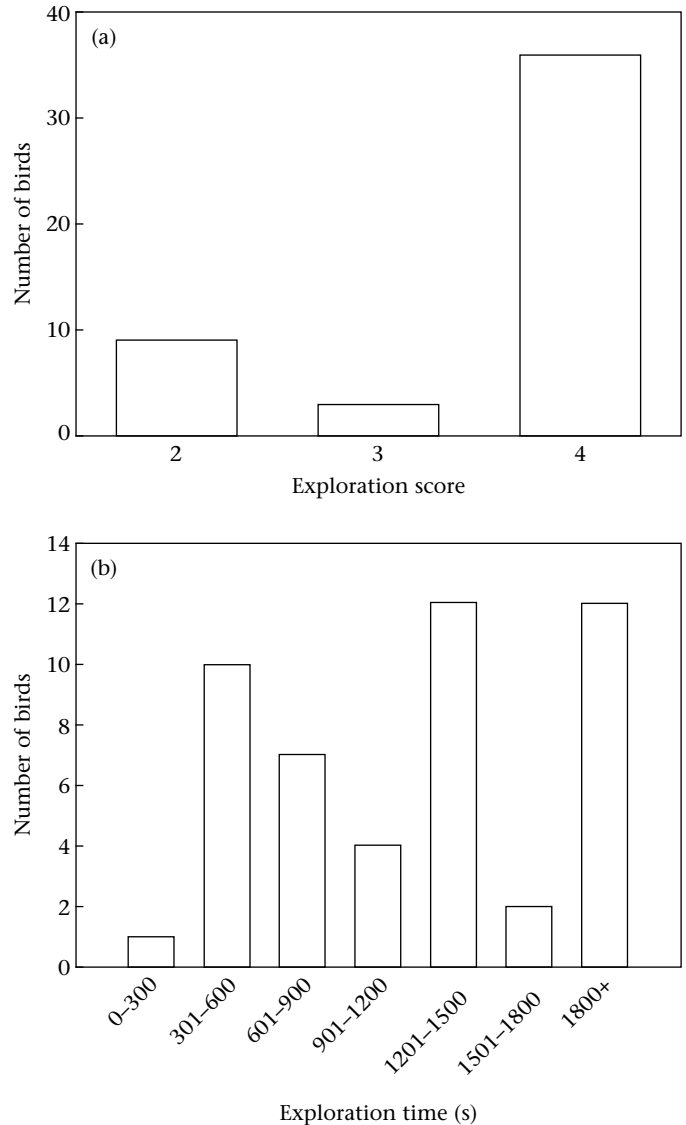 (a)
40
30
20
10
0
Number of birds
2 3 4
Exploration score
(b)
14
12
10
8
6
4
2
0
Number of birds
0–300 301–600 601–900 901–1200 1201–1500 1501–1800 1800+
Exploration time (s)